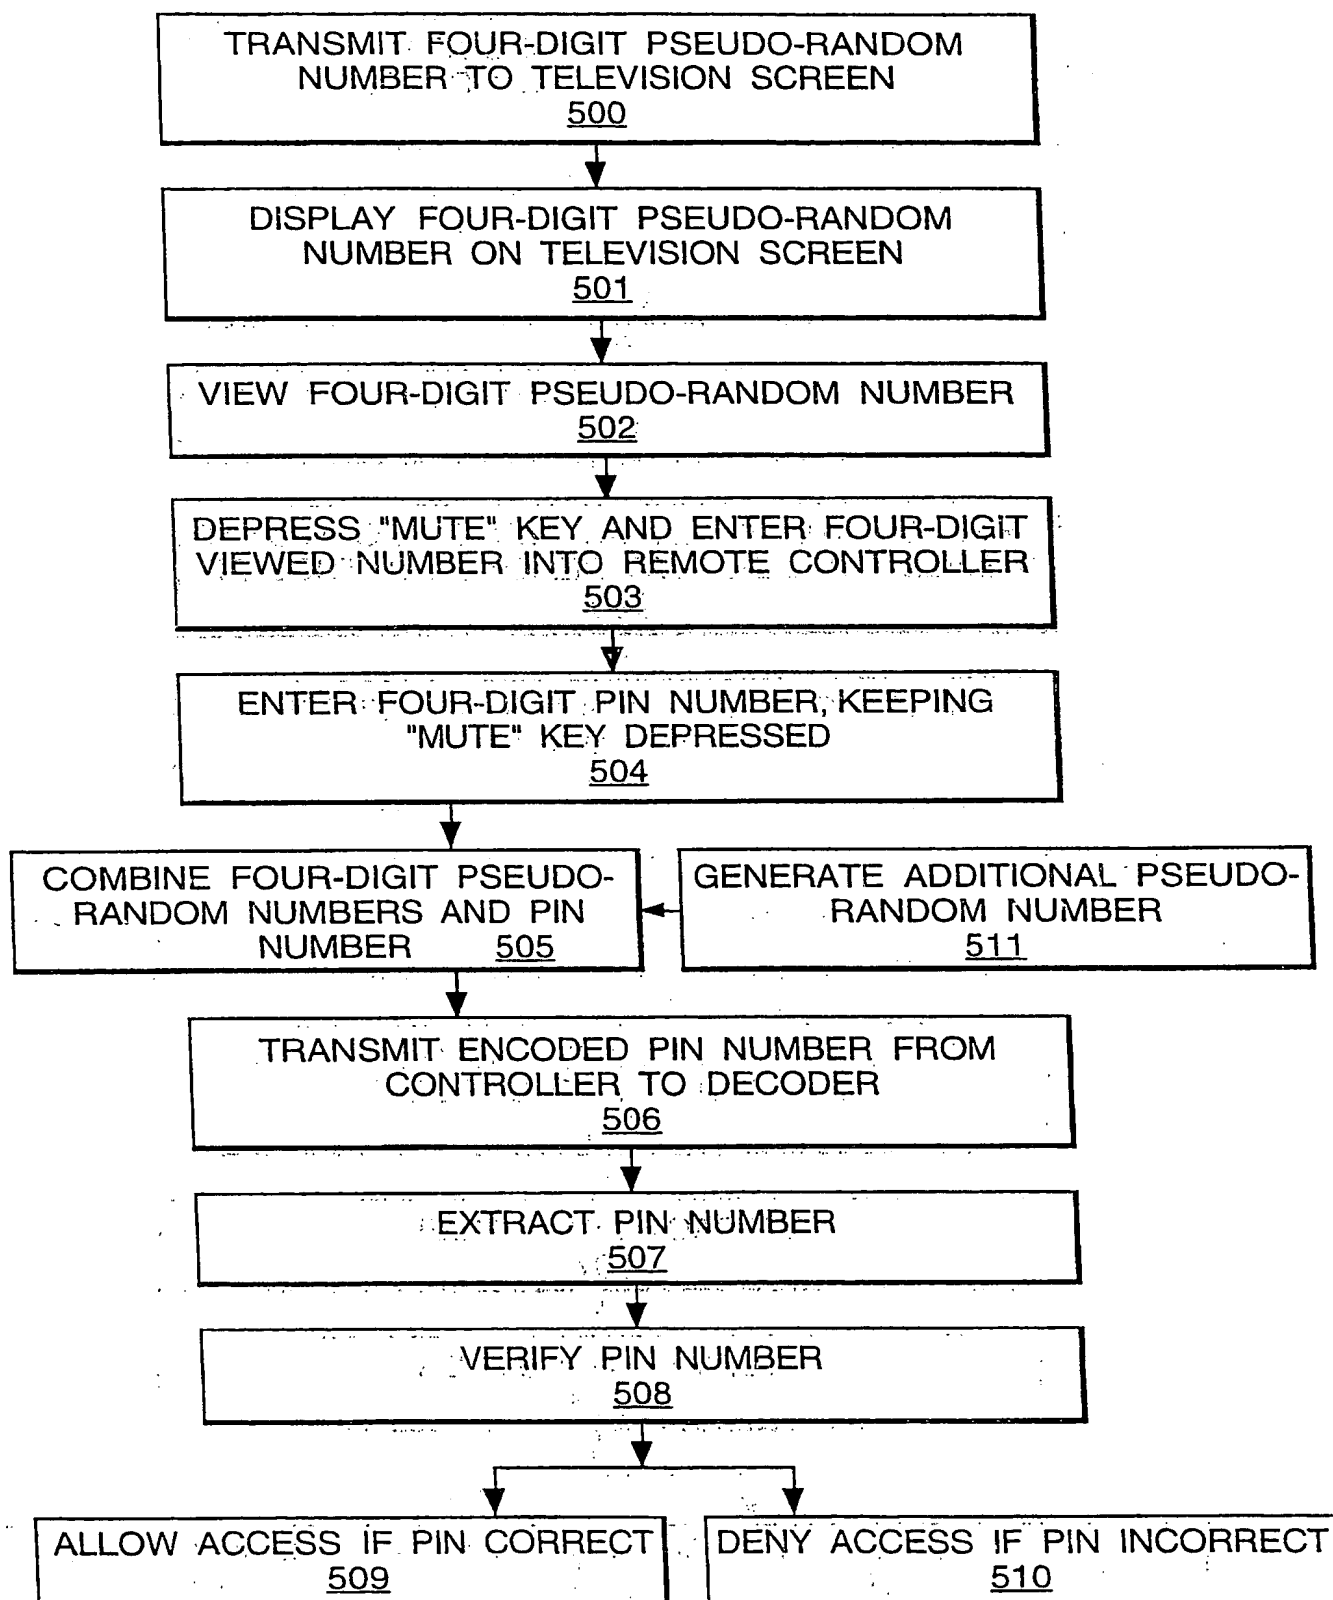 TRANSMIT FOUR-DIGIT PSEUDO-RANDOM
NUMBER TO TELEVISION SCREEN
500
DISPLAY FOUR-DIGIT PSEUDO-RANDOM
NUMBER ON TELEVISION SCREEN
501
VIEW FOUR-DIGIT PSEUDO-RANDOM NUMBER
502
DEPRESS "MUTE" KEY AND ENTER FOUR-DIGIT
VIEWED NUMBER INTO REMOTE CONTROLLER
503
ENTER FOUR-DIGIT PIN NUMBER, KEEPING
"MUTE" KEY DEPRESSED
504
COMBINE FOUR-DIGIT PSEUDO-
RANDOM NUMBERS AND PIN
NUMBER 505
GENERATE ADDITIONAL PSEUDO-
RANDOM NUMBER
511
TRANSMIT ENCODED PIN NUMBER FROM
CONTROLLER TO DECODER
506
EXTRACT PIN NUMBER
507
VERIFY PIN NUMBER
508
ALLOW ACCESS IF PIN CORRECT
509
DENY ACCESS IF PIN INCORRECT
510